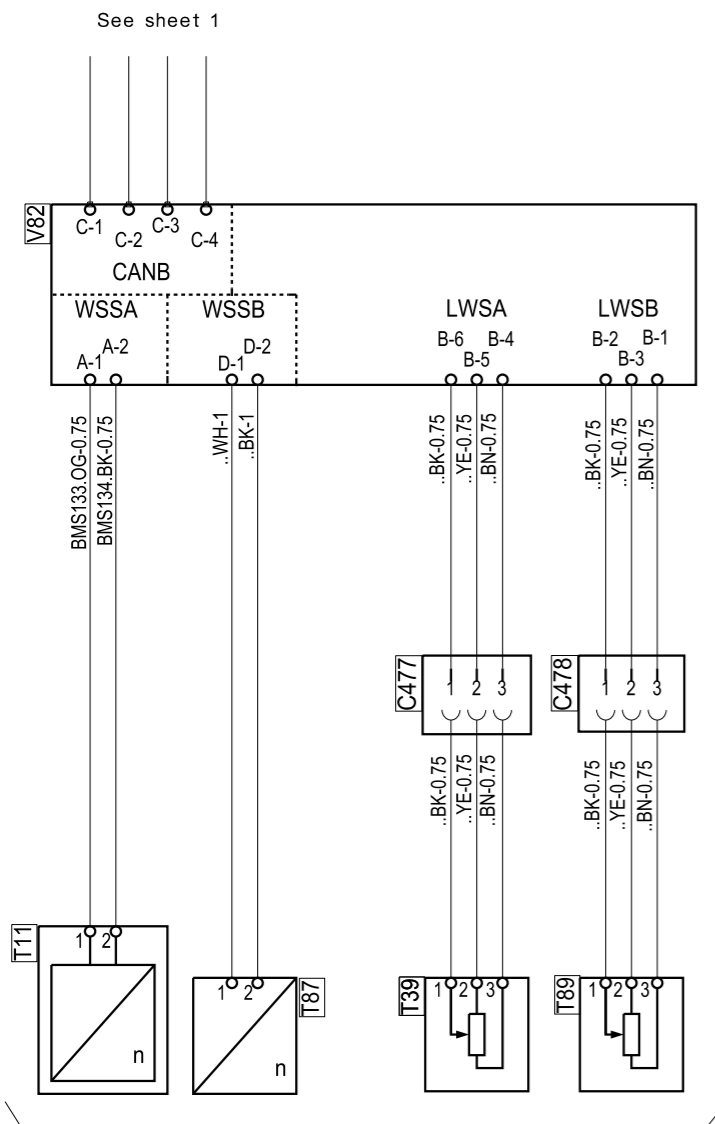 See sheet 1
V82
C-1 C-2 C-3 C-4
CANB
WSSA WSSB LWSA LWSB
A-1 A-2 D-1 D-2 B-6 B-5 B-4 B-2 B-3 B-1
BMS133.OG-0.75 BMS134.BK-0.75 ..WH-1 ..BK-1 ..BK-0.75 ..YE-0.75 ..BN-0.75 ..BK-0.75 ..YE-0.75 ..BN-0.75
C477 1 2 3 C478 1 2 3
..BK-0.75 ..YE-0.75 ..BN-0.75 ..BK-0.75 ..YE-0.75 ..BN-0.75
T11 1 2
1 2 T87 T39 1 2 3 T89 1 2 3
n n